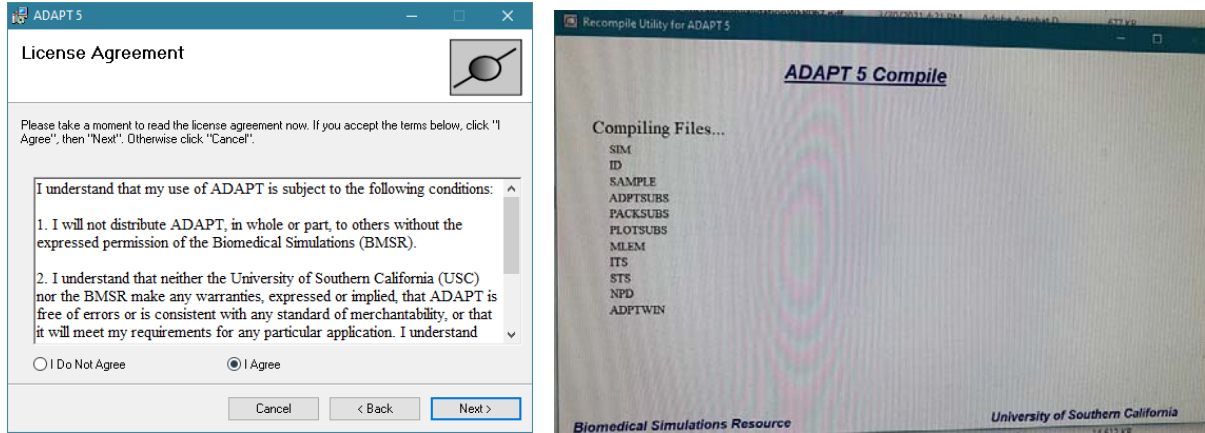 ADAPT 5
License Agreement
Please take a moment to read the license agreement now. If you accept the terms below, click "I
Agree", then "Next". Otherwise click "Cancel".
I understand that my use of ADAPT is subject to the following conditions:
1. I will not distribute ADAPT, in whole or part, to others without the
expressed permission of the Biomedical Simulations (BMSR).
2. I understand that neither the University of Southern California (USC)
nor the BMSR make any warranties, expressed or implied, that ADAPT is
free of errors or is consistent with any standard of merchantability, or that
it will meet my requirements for any particular application. I understand
I Do Not Agree
I Agree
Cancel
< Back
Next >
Recompile Utility for ADAPT 5
ADAPT 5 Compile
Compiling Files...
SIM
ID
SAMPLE
ADPTSUBS
PACKSUBS
PLOTSUBS
MLEM
ITS
STS
NPD
ADPTWIN
Biomedical Simulations Resource
University of Southern California